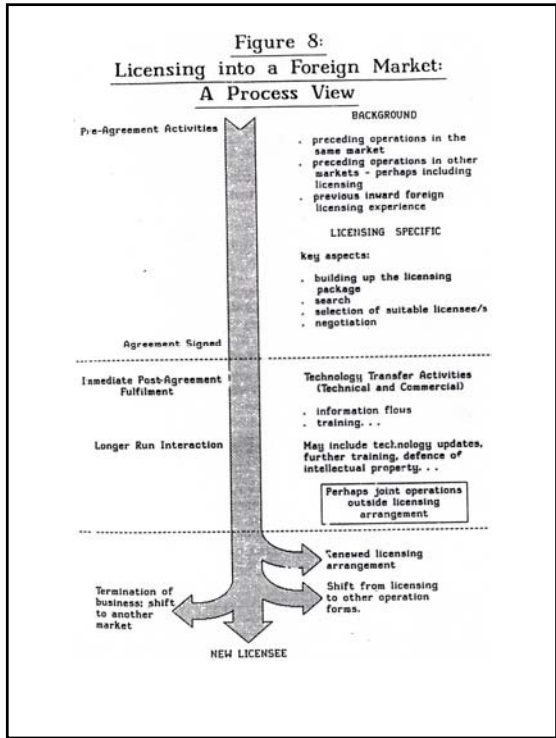 Figure 8:
Licensing into a Foreign Market:
A Process View
BACKGROUND
Pre-Agreement Activities
. preceding operations in the
same market
. preceding operations in other
markets - perhaps including
licensing
. previous inward foreign
licensing experience
LICENSING SPECIFIC
key aspects:
. building up the licensing
package
. search
. selection of suitable licensee/s
. negotiation
Agreement Signed
Immediate Post-Agreement
Fulfilment
Technology Transfer Activities
(Technical and Commercial)
. information flows
. training...
Longer Run Interaction
May include technology updates,
further training, defence of
intellectual property...
Perhaps joint operations
outside licensing
arrangement
Renewed licensing
arrangement
Termination of
business; shift
to another
market
Shift from licensing
to other operation
forms.
NEW LICENSEE